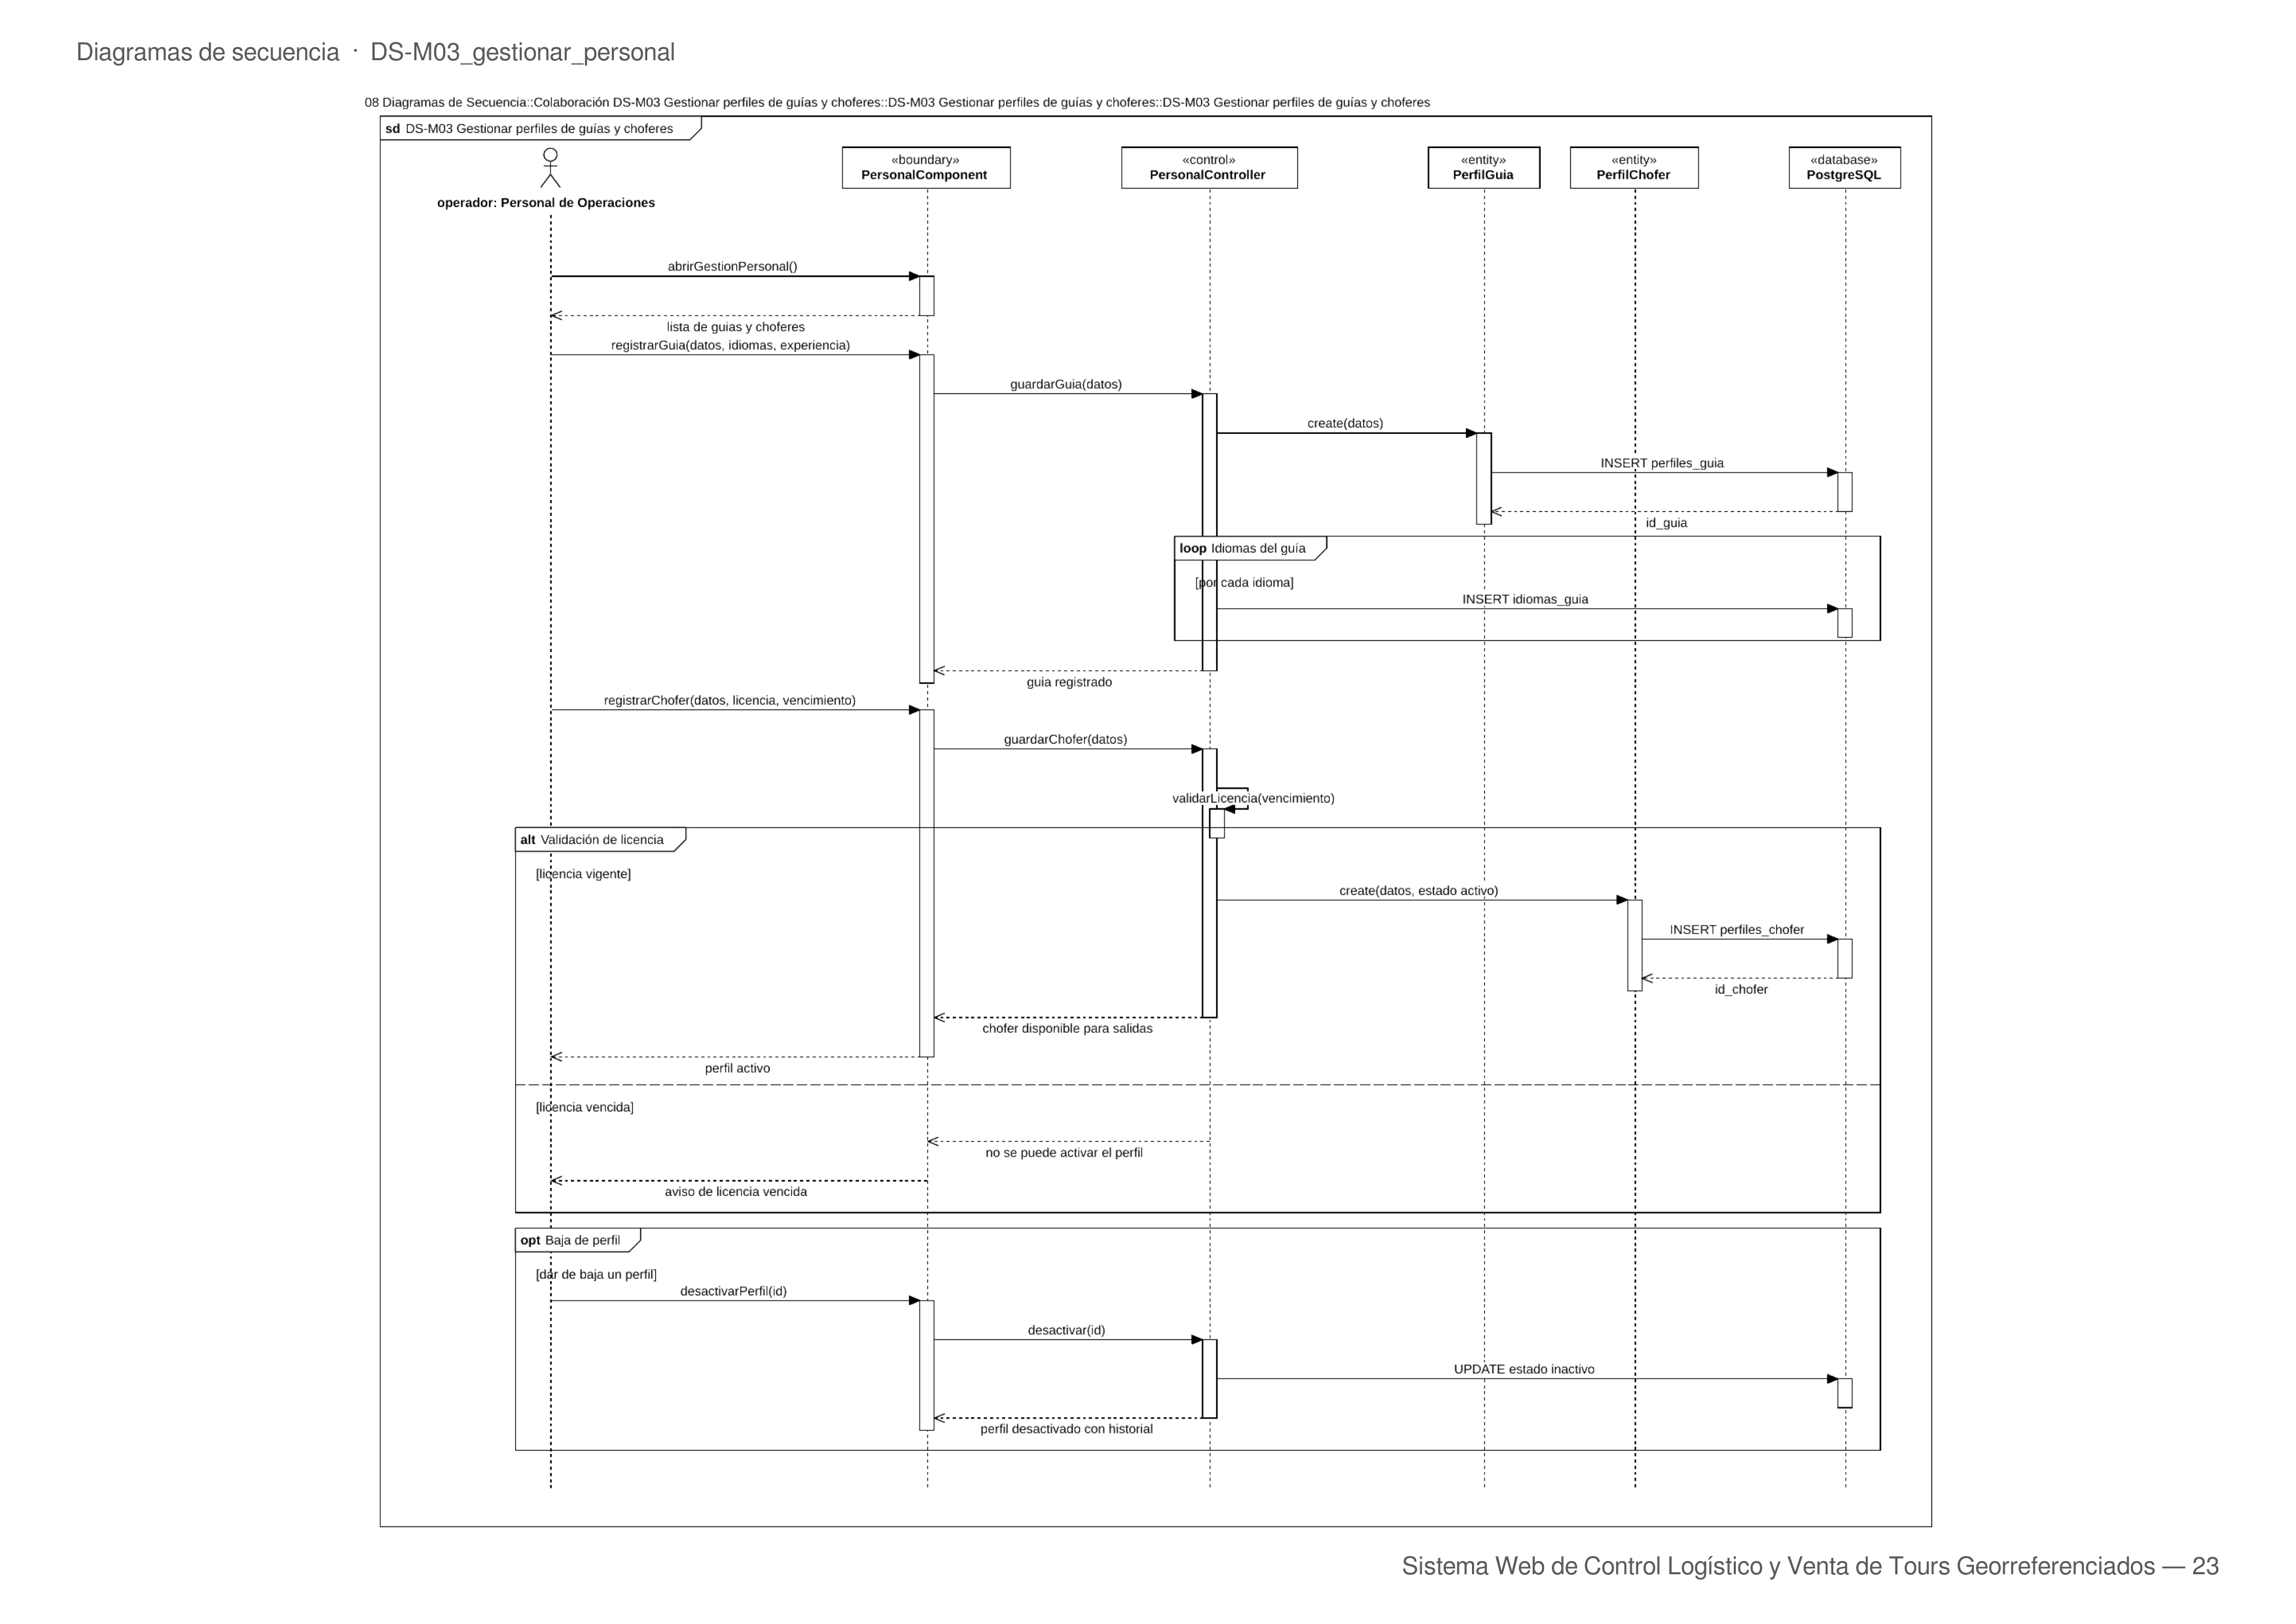 Diagramas de secuencia · DS-M03_gestionar_personal
08 Diagramas de Secuencia::Colaboración DS-M03 Gestionar perfiles de guías y choferes::DS-M03 Gestionar perfiles de guías y choferes::DS-M03 Gestionar perfiles de guías y choferes
sd DS-M03 Gestionar perfiles de guías y choferes
operador: Personal de Operaciones
«boundary»
PersonalComponent
«control»
PersonalController
«entity»
PerfilGuia
«entity»
PerfilChofer
«database»
PostgreSQL
abrirGestionPersonal()
lista de guias y choferes
registrarGuia(datos, idiomas, experiencia)
guardarGuia(datos)
create(datos)
INSERT perfiles_guia
id_guia
loop Idiomas del guía
[por cada idioma]
INSERT idiomas_guia
guia registrado
registrarChofer(datos, licencia, vencimiento)
guardarChofer(datos)
validarLicencia(vencimiento)
alt Validación de licencia
[licencia vigente]
create(datos, estado activo)
INSERT perfiles_chofer
id_chofer
chofer disponible para salidas
perfil activo
[licencia vencida]
no se puede activar el perfil
aviso de licencia vencida
opt Baja de perfil
[dar de baja un perfil]
desactivarPerfil(id)
desactivar(id)
UPDATE estado inactivo
perfil desactivado con historial
Sistema Web de Control Logístico y Venta de Tours Georreferenciados — 23